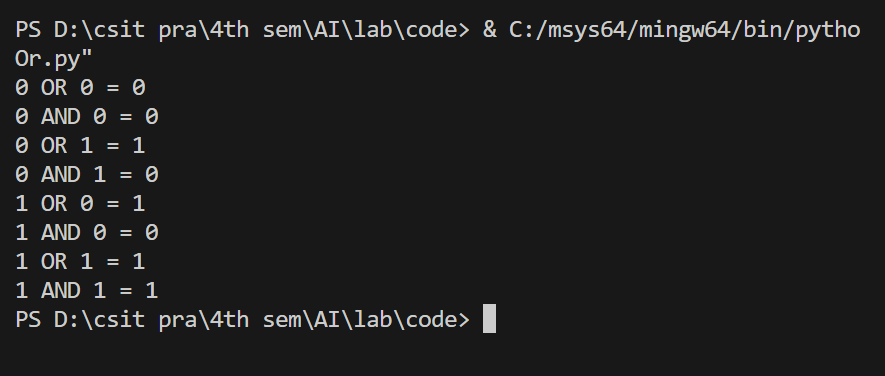 PS D:\csit pra\4th sem\AI\lab\code> & C:/msys64/mingw64/bin/pytho
Or.py"
0 OR 0 = 0
0 AND 0 = 0
0 OR 1 = 1
0 AND 1 = 0
1 OR 0 = 1
1 AND 0 = 0
1 OR 1 = 1
1 AND 1 = 1
PS D:\csit pra\4th sem\AI\lab\code>